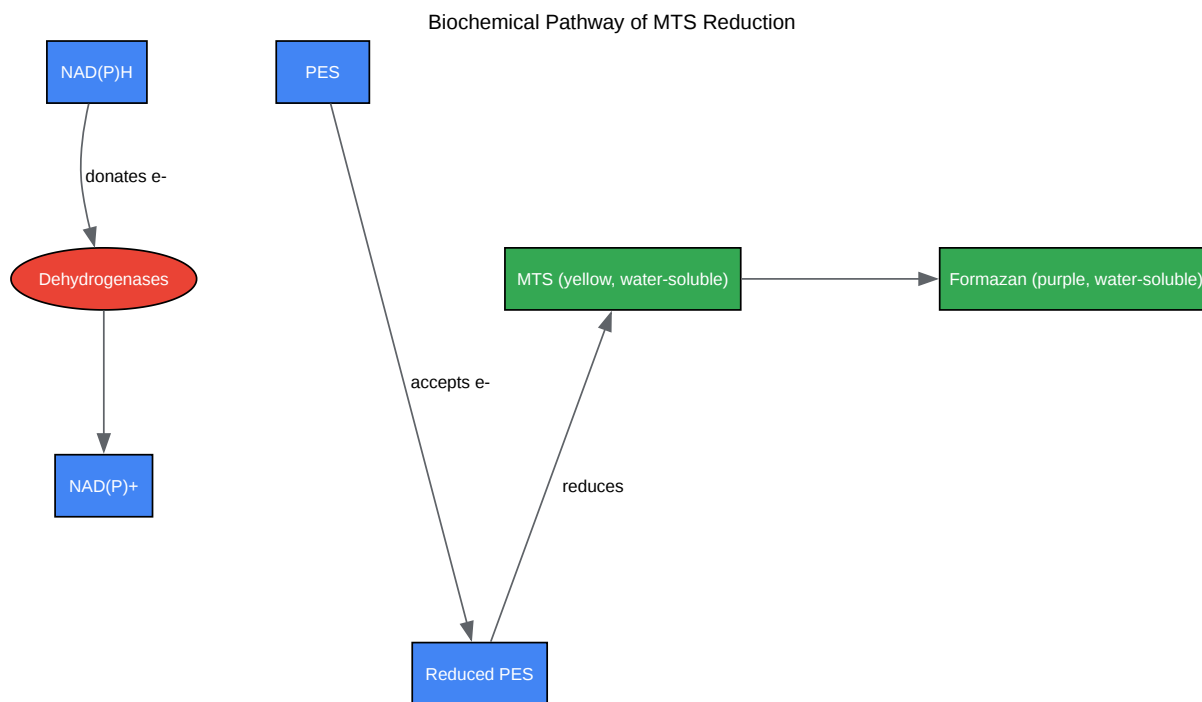 Biochemical Pathway of MTS Reduction
NAD(P)H
PES
donates e-
Dehydrogenases
MTS (yellow, water-soluble)
Formazan (purple, water-soluble)
accepts e-
NAD(P)+
reduces
Reduced PES